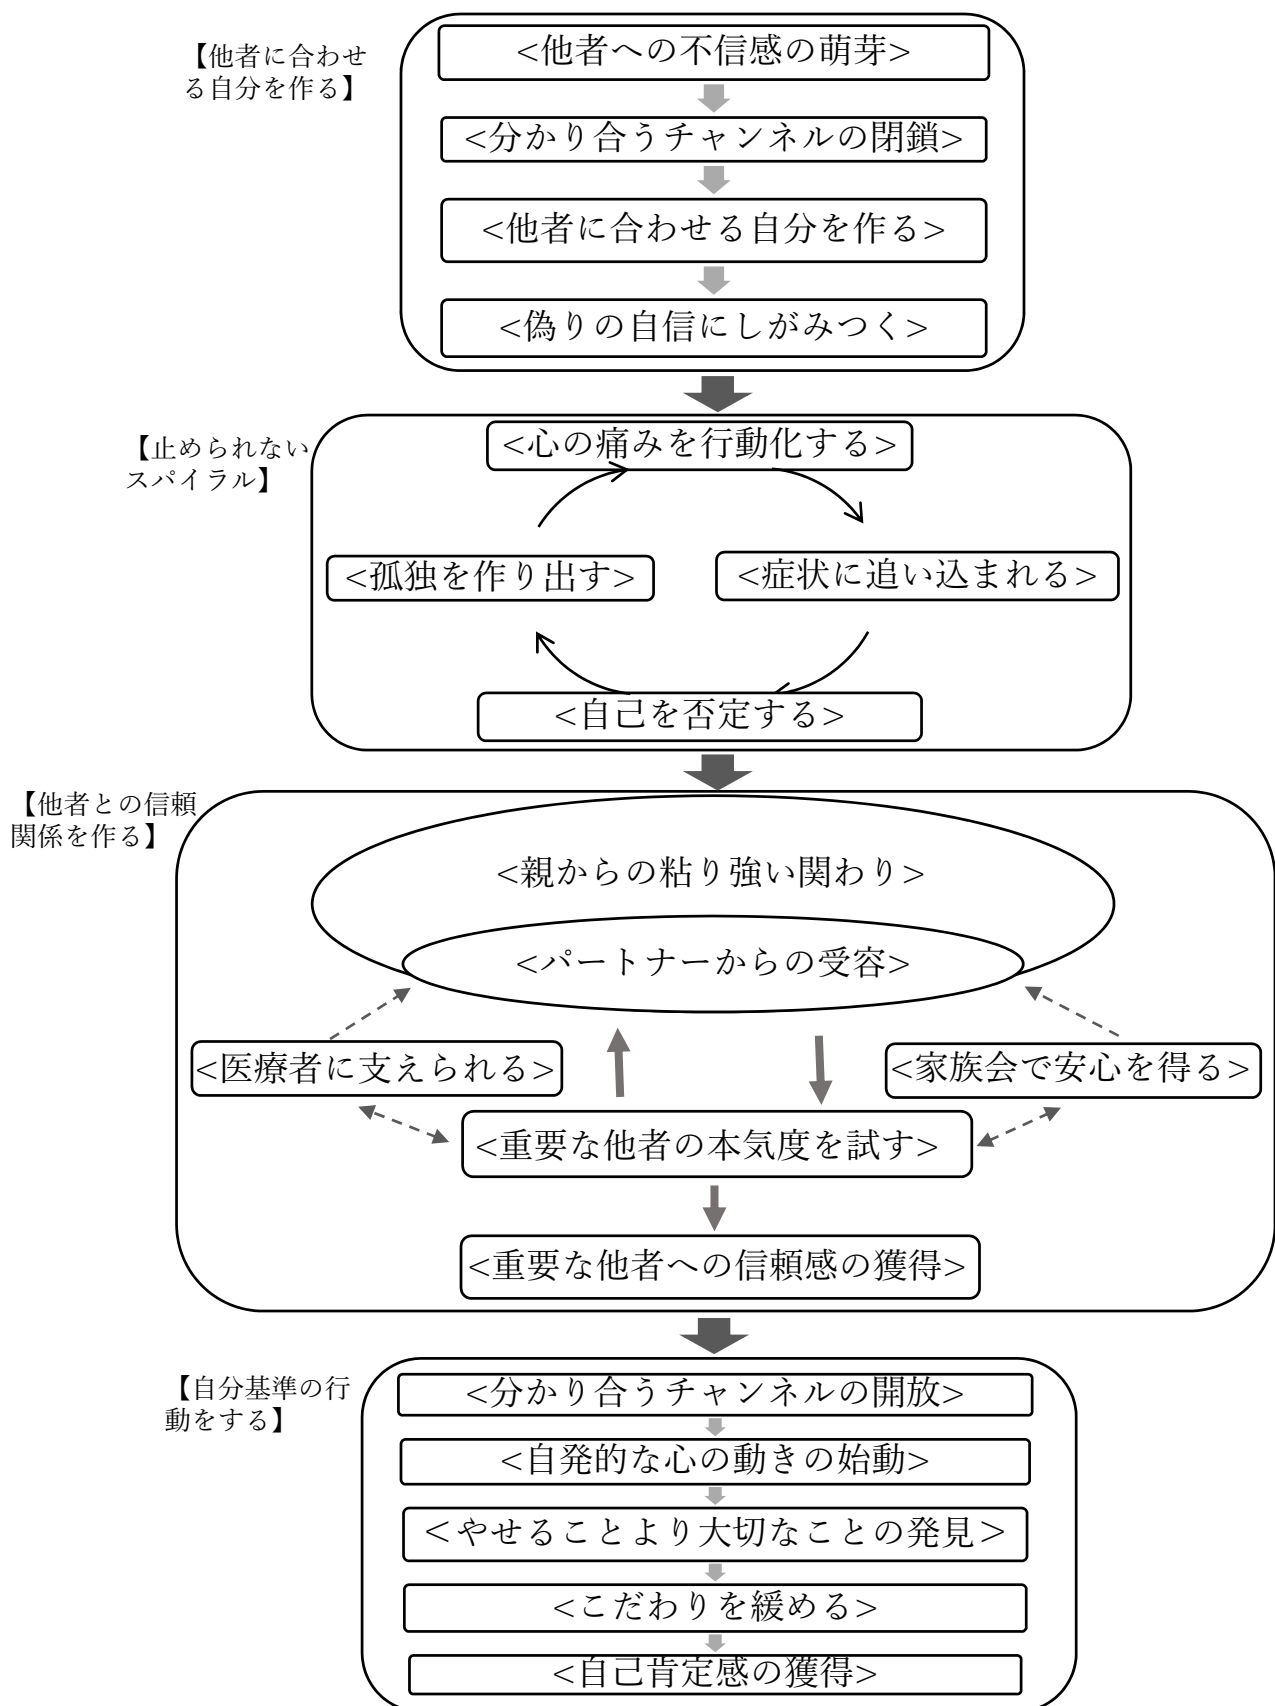 【他者に合わせ
る自分を作る】
<他者への不信感の萌芽>
<分かり合うチャンネルの閉鎖>
<他者に合わせる自分を作る>
<偽りの自信にしがみつく>
【止められない
スパイラル】
<心の痛みを行動化する>
<孤独を作り出す>
<症状に追い込まれる>
<自己を否定する>
【他者との信頼
関係を作る】
<親からの粘り強い関わり>
<パートナーからの受容>
<医療者に支えられる>
<家族会で安心を得る>
<重要な他者の本気度を試す>
<重要な他者への信頼感の獲得>
【自分基準の行
動をする】
<分かり合うチャンネルの開放>
<自発的な心の動きの始動>
<やせることより大切なことの発見>
<こだわりを緩める>
<自己肯定感の獲得>